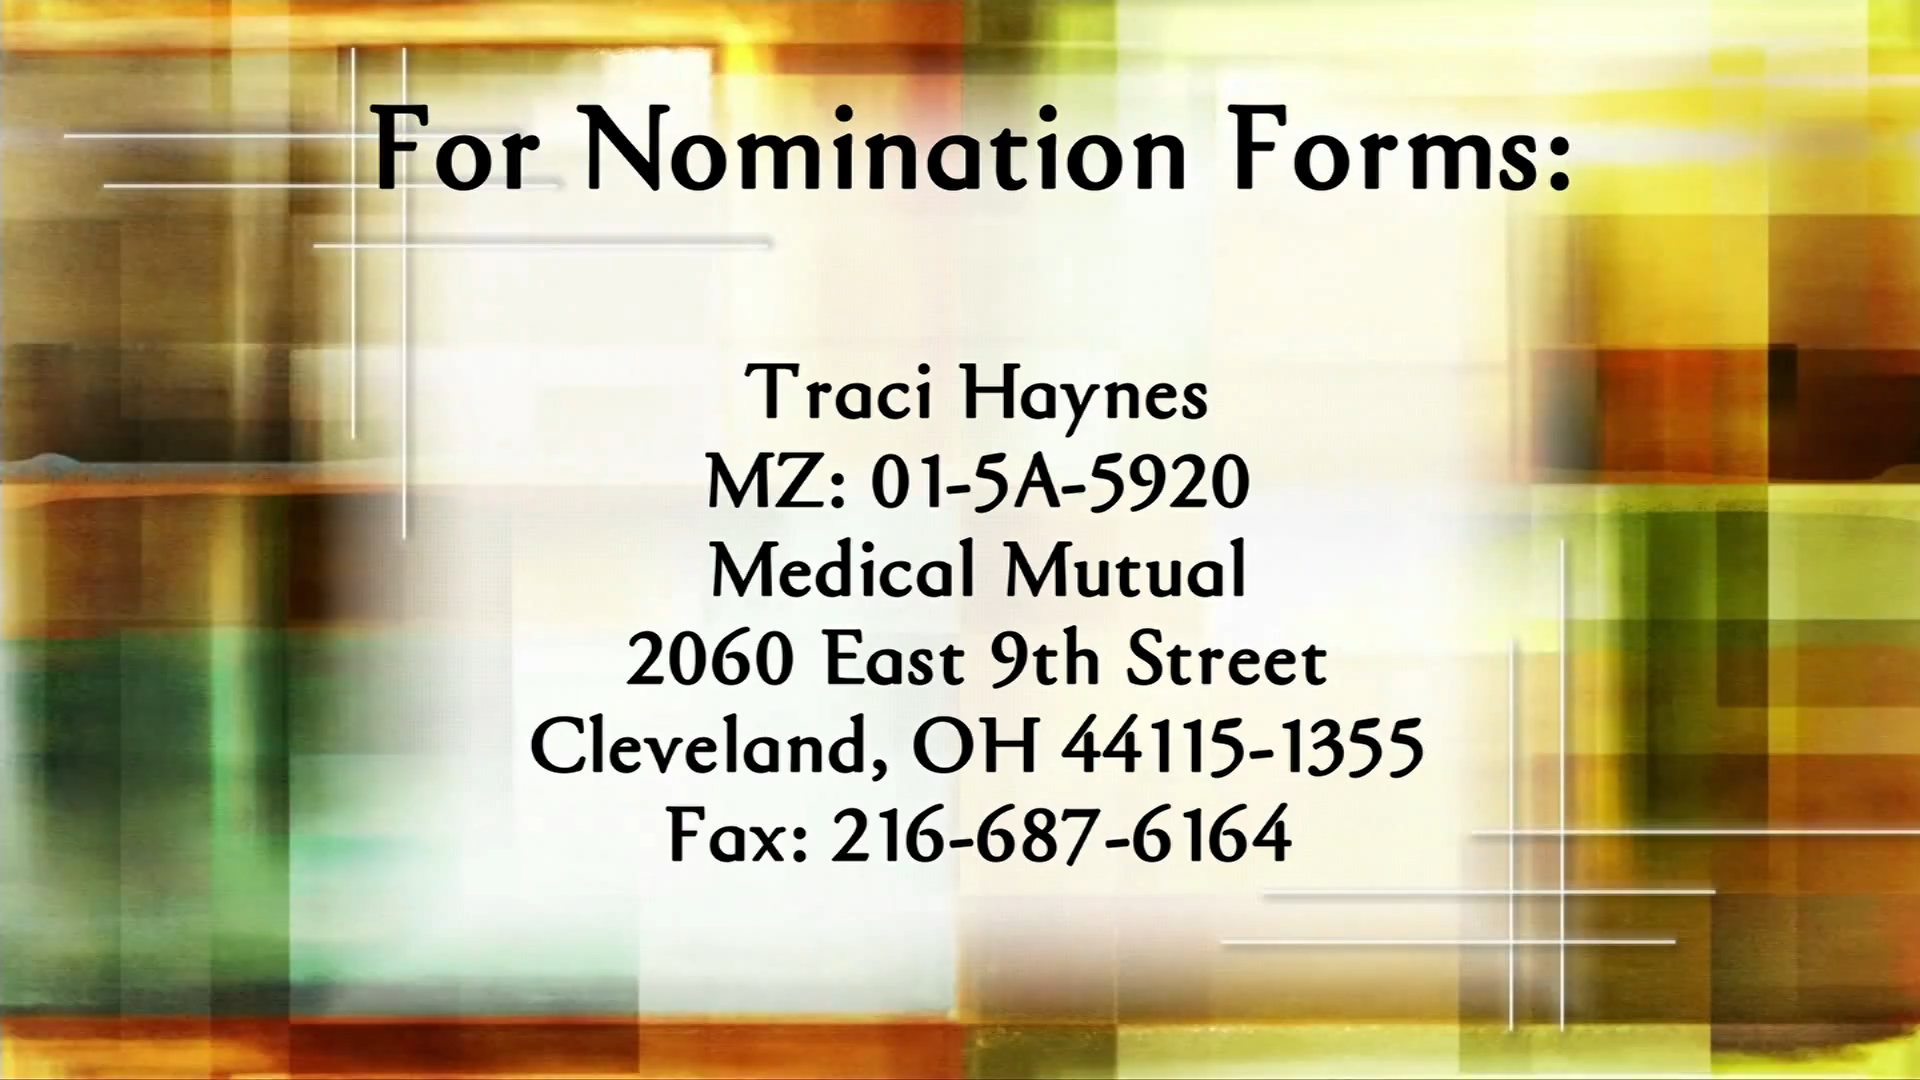 For Nomination Forms:
Traci Haynes
MZ: 01-5A-5920
Medical Mutual
2060 East 9th Street
Cleveland, OH 44115-1355
Fax: 216-687-6164